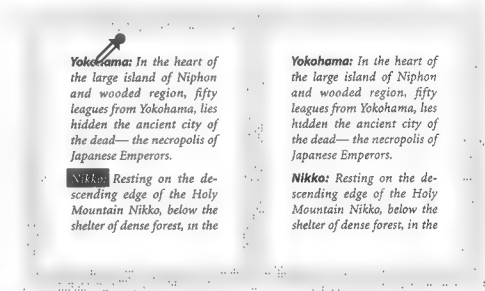 Yokohama: In the heart of
the large island of Niphon
and wooded region, fifty
leagues from Yokohama, lies
hidden the ancient city of
the dead— the necropolis of
Japanese Emperors.
Nikko: Resting on the de-
scending edge of the Holy
Mountain Nikko, below the
shelter of dense forest, in the
Yokohama: In the heart of
the large island of Niphon
and wooded region, fifty
leagues from Yokohama, lies
hidden the ancient city of
the dead— the necropolis of
Japanese Emperors.
Nikko: Resting on the de-
scending edge of the Holy
Mountain Nikko, below the
shelter of dense forest, in the